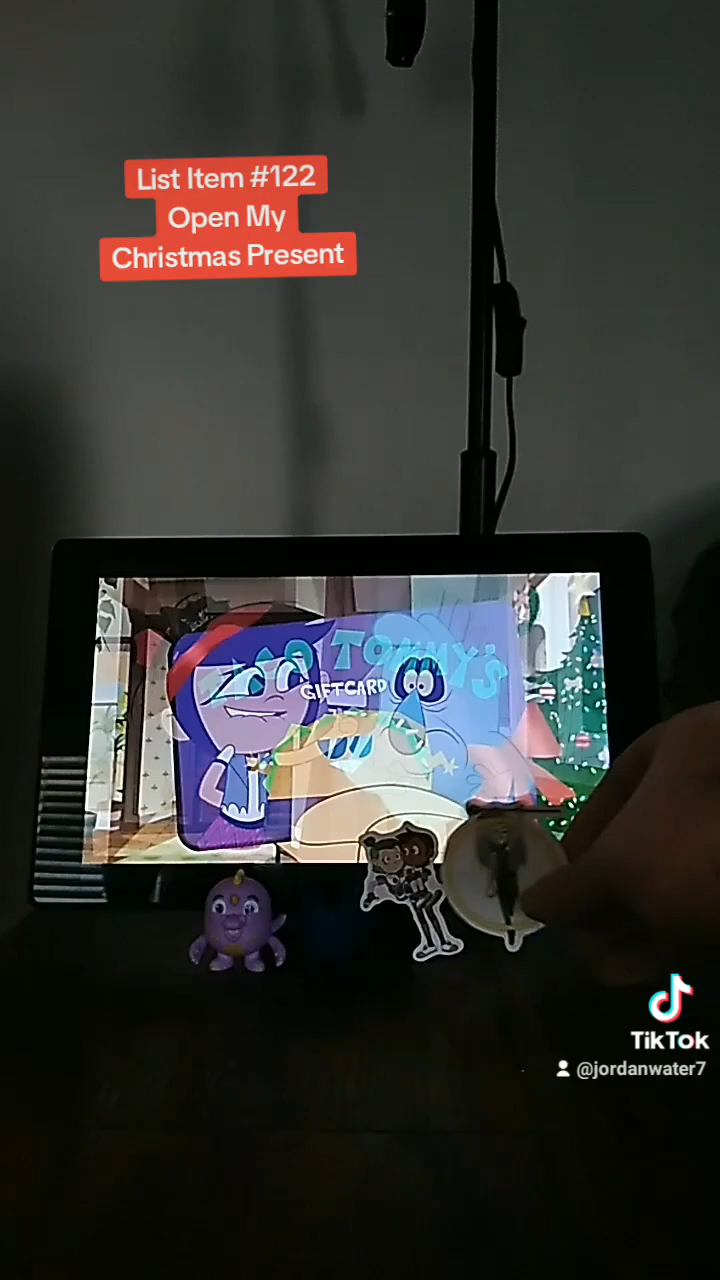 List Item #122
Open My
Christmas Present
TOMMY'S
GIFTCARD
TikTok
@jordanwater7